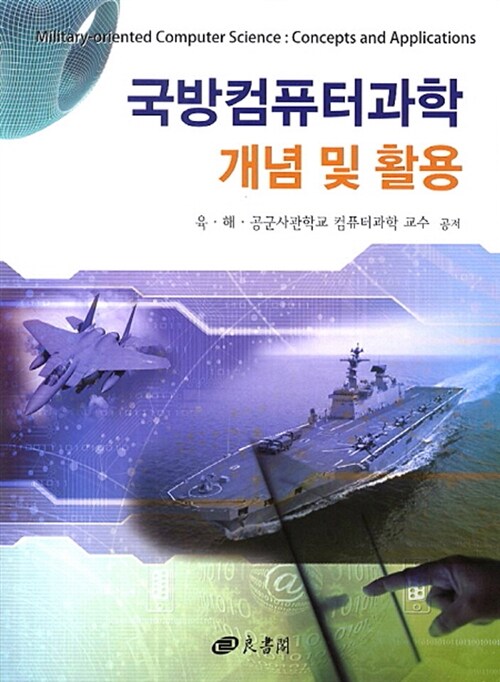 Military-oriented Computer Science : Concepts and Applications
국방컴퓨터과학
개념 및 활용
육 · 해 · 공군사관학교 컴퓨터과학 교수 공저
良書閣